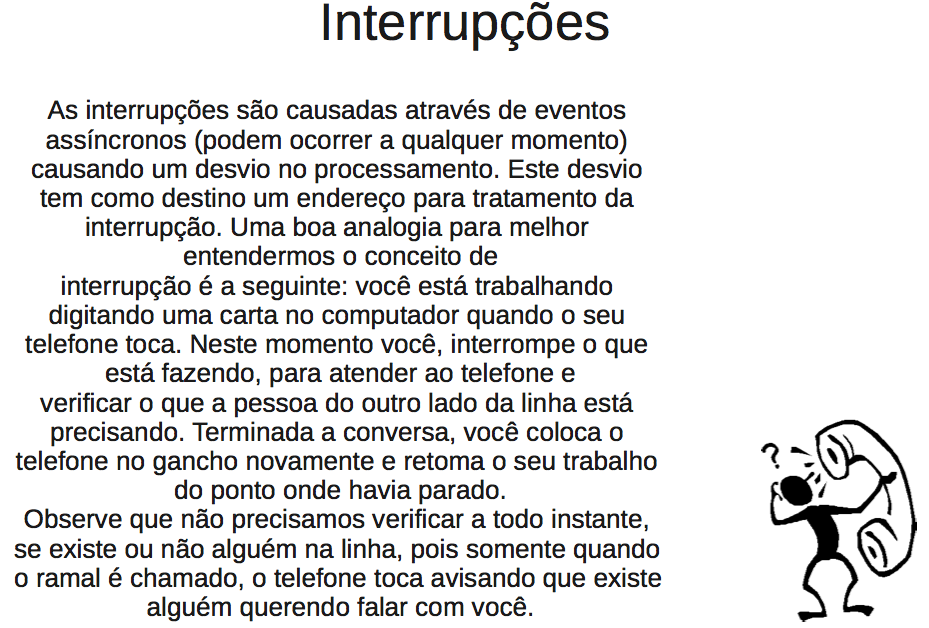 Interrupções
As interrupções são causadas através de eventos
assíncronos (podem ocorrer a qualquer momento)
causando um desvio no processamento. Este desvio
tem como destino um endereço para tratamento da
interrupção. Uma boa analogia para melhor
entendermos o conceito de
interrupção é a seguinte: você está trabalhando
digitando uma carta no computador quando o seu
telefone toca. Neste momento você, interrompe o que
está fazendo, para atender ao telefone e
verificar o que a pessoa do outro lado da linha está
precisando. Terminada a conversa, você coloca o
telefone no gancho novamente e retoma o seu trabalho
do ponto onde havia parado.
Observe que não precisamos verificar a todo instante,
se existe ou não alguém na linha, pois somente quando
o ramal é chamado, o telefone toca avisando que existe
alguém querendo falar com você.
?